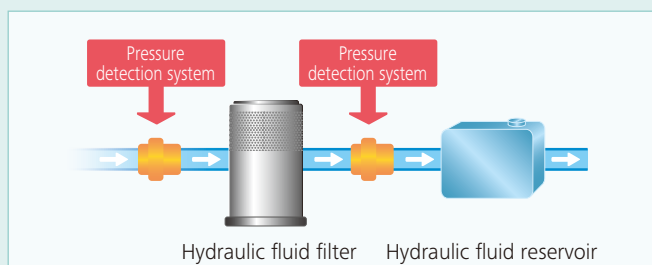 Pressure
detection system
Pressure
detection system
Hydraulic fluid filter
Hydraulic fluid reservoir